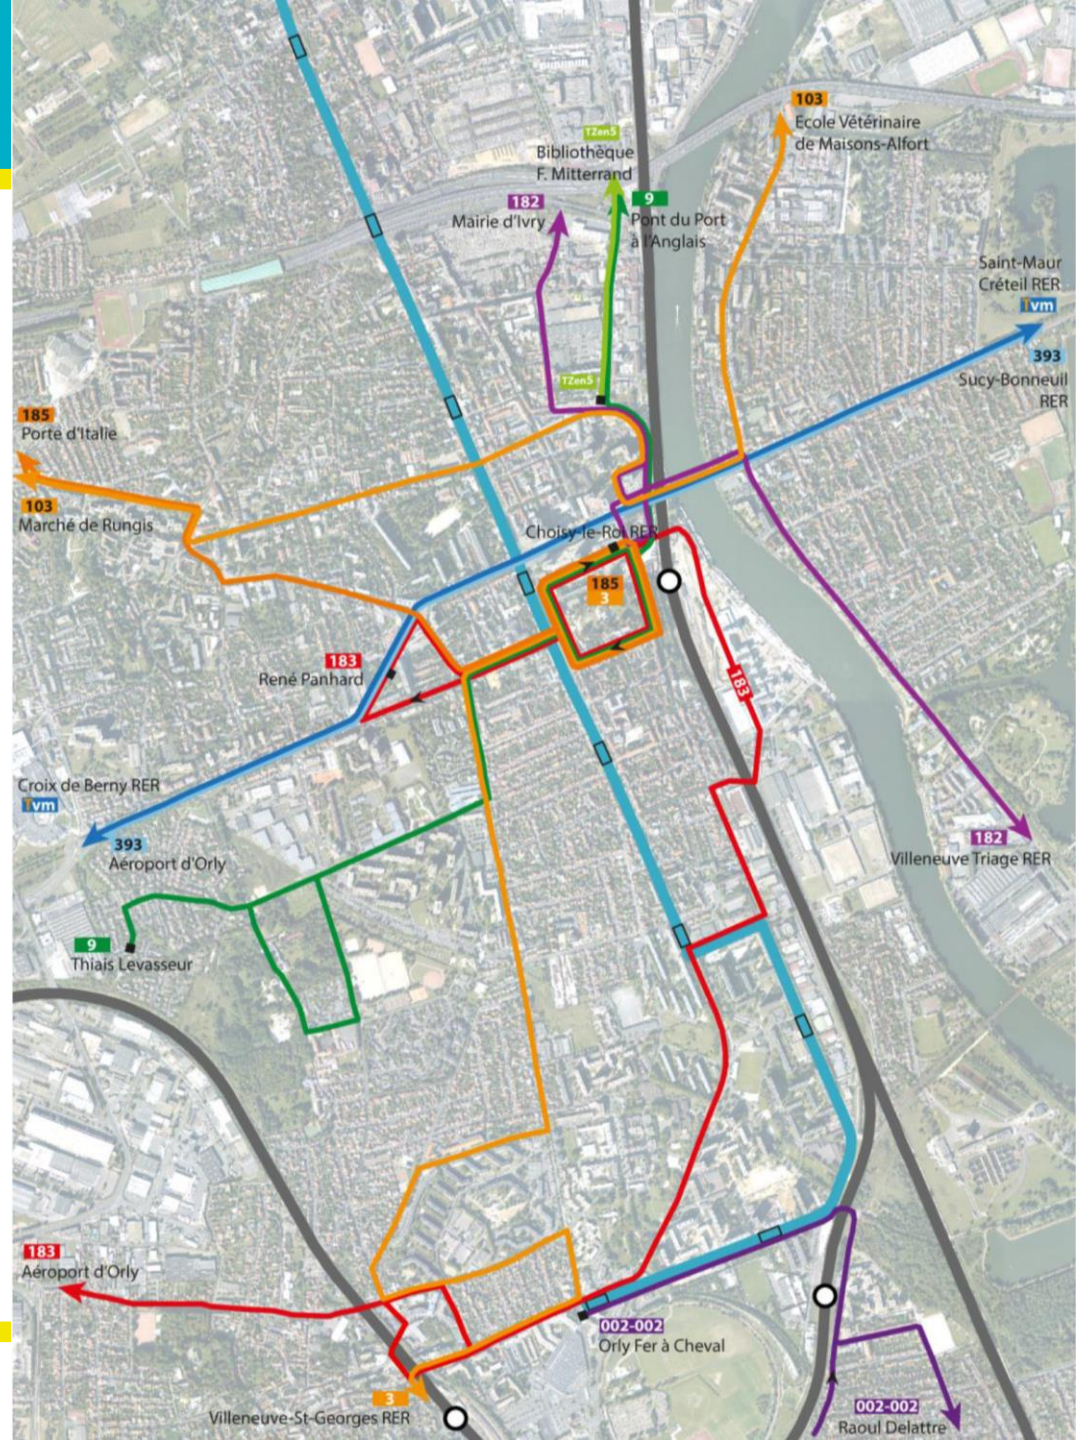 103
Ecole Vétérinaire
de Maisons-Alfort
TZen5
Bibliothèque
F. Mitterrand
182
Mairie d'Ivry
9
Pont du Port
à l'Anglais
Saint-Maur
Créteil RER
Tvm
393
Sucy-Bonneuil
RER
TZen5
185
Porte d'Italie
103
Marché de Rungis
Choisy-le-Roi RER
185
3
183
René Panhard
183
Croix de Berny RER
Tvm
393
Aéroport d'Orly
182
Villeneuve Triage RER
9
Thiais Levasseur
183
Aéroport d'Orly
002-002
Orly Fer à Cheval
3
Villeneuve-St-Georges RER
002-002
Raoul Delattre